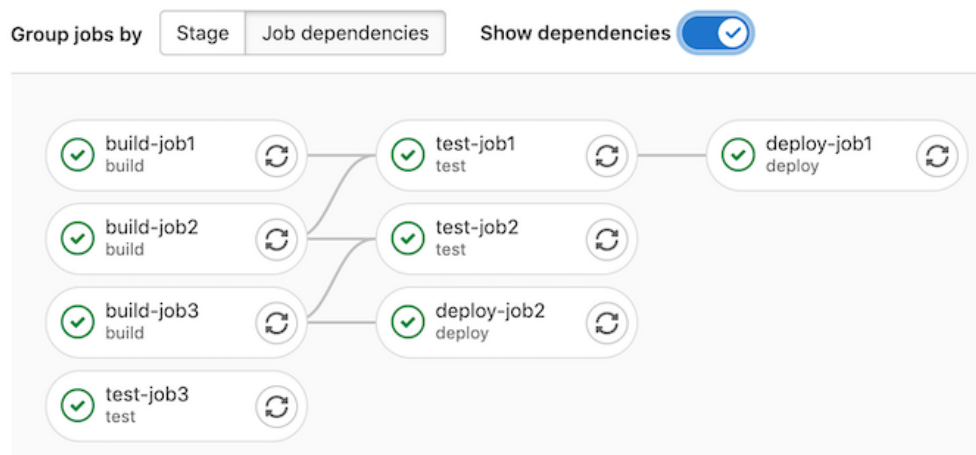 Group jobs by Stage Job dependencies Show dependencies
build-job1 test-job1 deploy-job1
build test deploy
build-job2 test-job2
build test
build-job3 deploy-job2
build deploy
test-job3
test